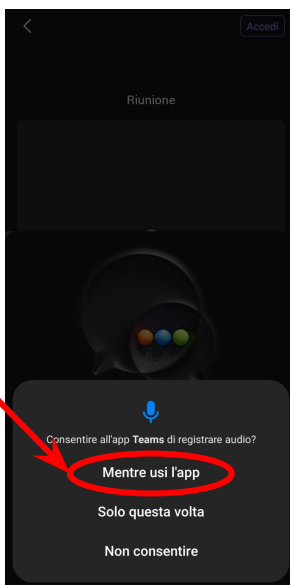 Accedi
Riunione
Consentire all'app Teams di registrare audio?
Mentre usi l'app
Solo questa volta
Non consentire